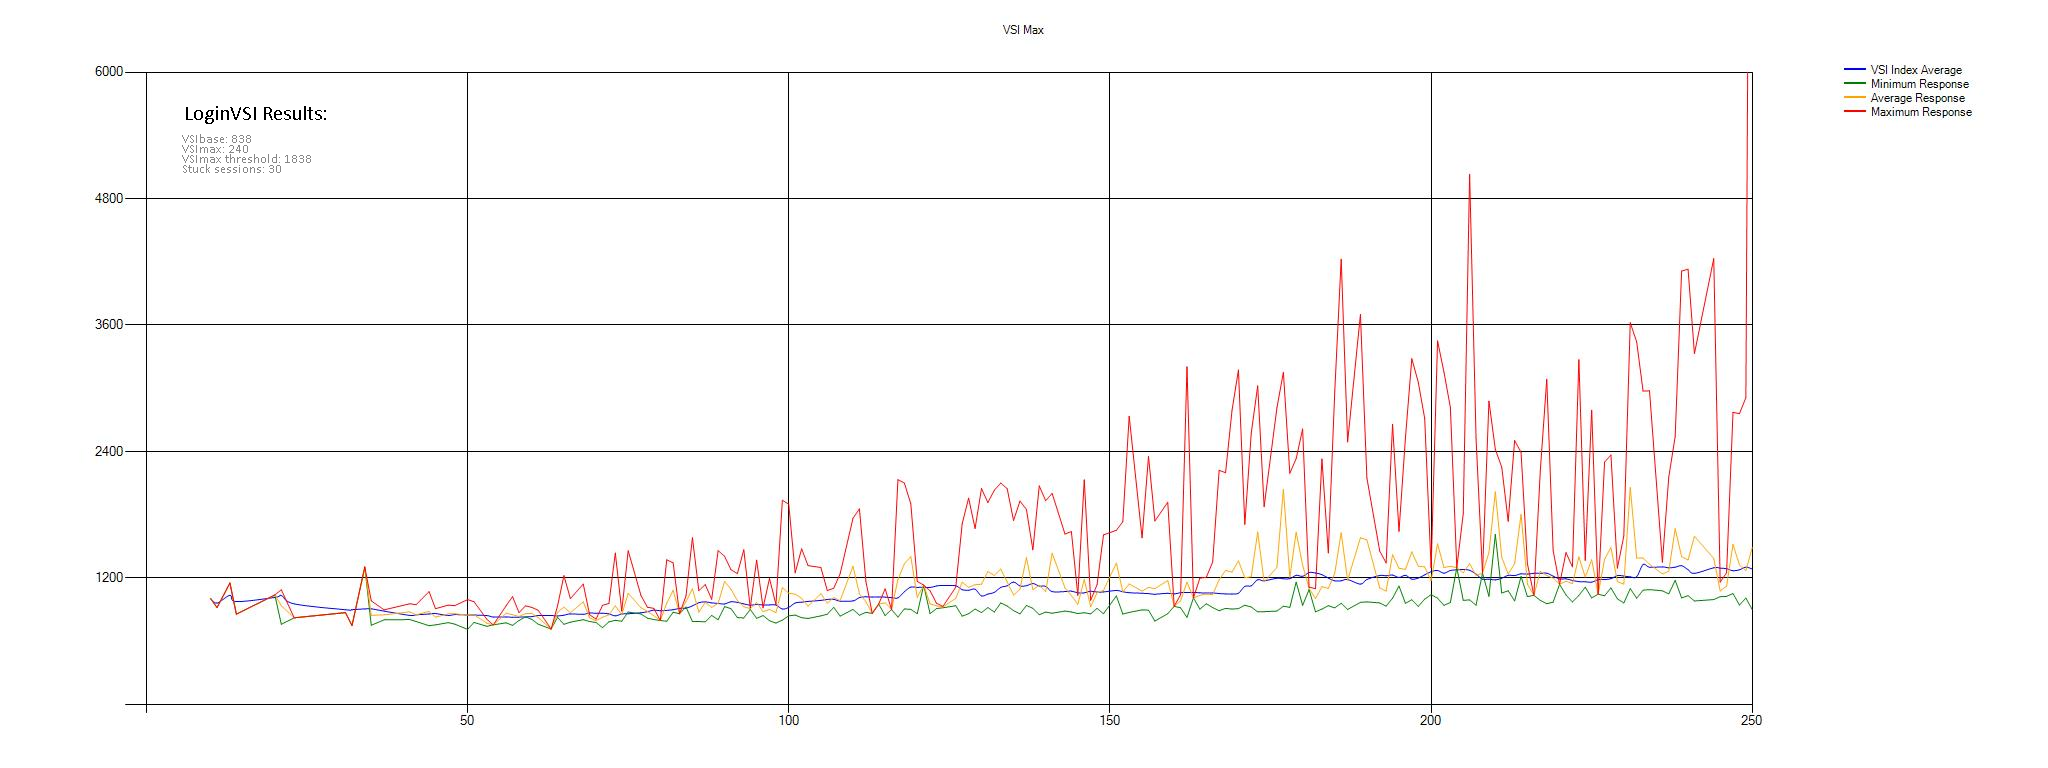 VSI Max
6000
4800
3600
2400
1200
LoginVSI Results:
VSIbase: 838
VSImax: 240
VSImax threshold: 1838
Stuck sessions: 30
50
100
150
200
250
VSI Index Average
Minimum Response
Average Response
Maximum Response